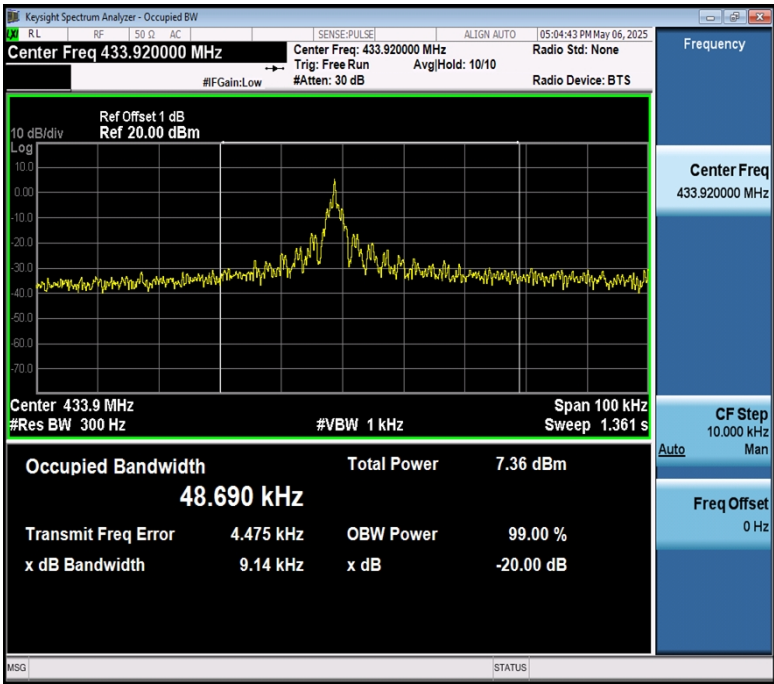 Keysight Spectrum Analyzer - Occupied BW
LXI RL RF 50 Ω AC SENSE:PULSE ALIGN AUTO 05:04:43 PM May 06, 2025
Center Freq 433.920000 MHz
Center Freq: 433.920000 MHz
Radio Std: None
Trig: Free Run
Avg|Hold: 10/10
#IFGain:Low
#Atten: 30 dB
Radio Device: BTS
Ref Offset 1 dB
10 dB/div
Ref 20.00 dBm
Log
10.0
0.00
-10.0
-20.0
-30.0
-40.0
-50.0
-60.0
-70.0
Center 433.9 MHz
Span 100 kHz
#Res BW 300 Hz
#VBW 1 kHz
Sweep 1.361 s
Occupied Bandwidth
Total Power
7.36 dBm
48.690 kHz
Transmit Freq Error
4.475 kHz
OBW Power
99.00 %
x dB Bandwidth
9.14 kHz
x dB
-20.00 dB
Frequency
Center Freq
433.920000 MHz
CF Step
10.000 kHz
Auto Man
Freq Offset
0 Hz
MSG
STATUS